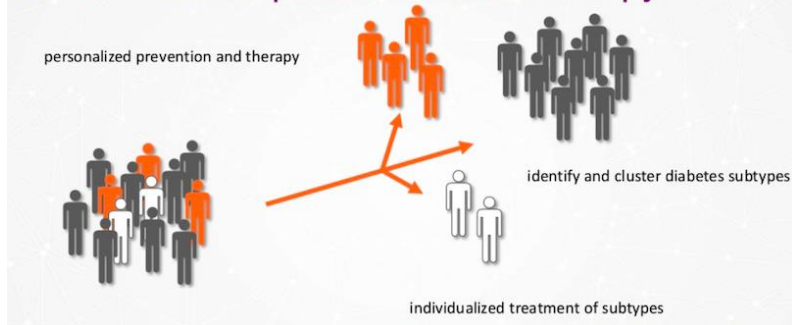 personalized prevention and therapy
identify and cluster diabetes subtypes
individualized treatment of subtypes